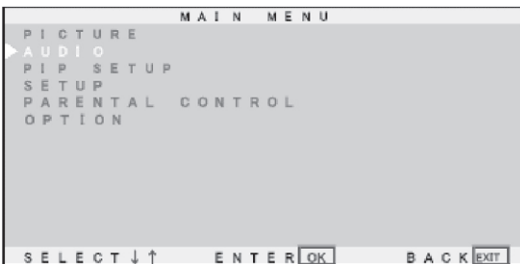 MAIN MENU
PICTURE
AUDIO
PIP SETUP
SETUP
PARENTAL CONTROL
OPTION
SELECT↓↑ ENTER OK BACK EXIT